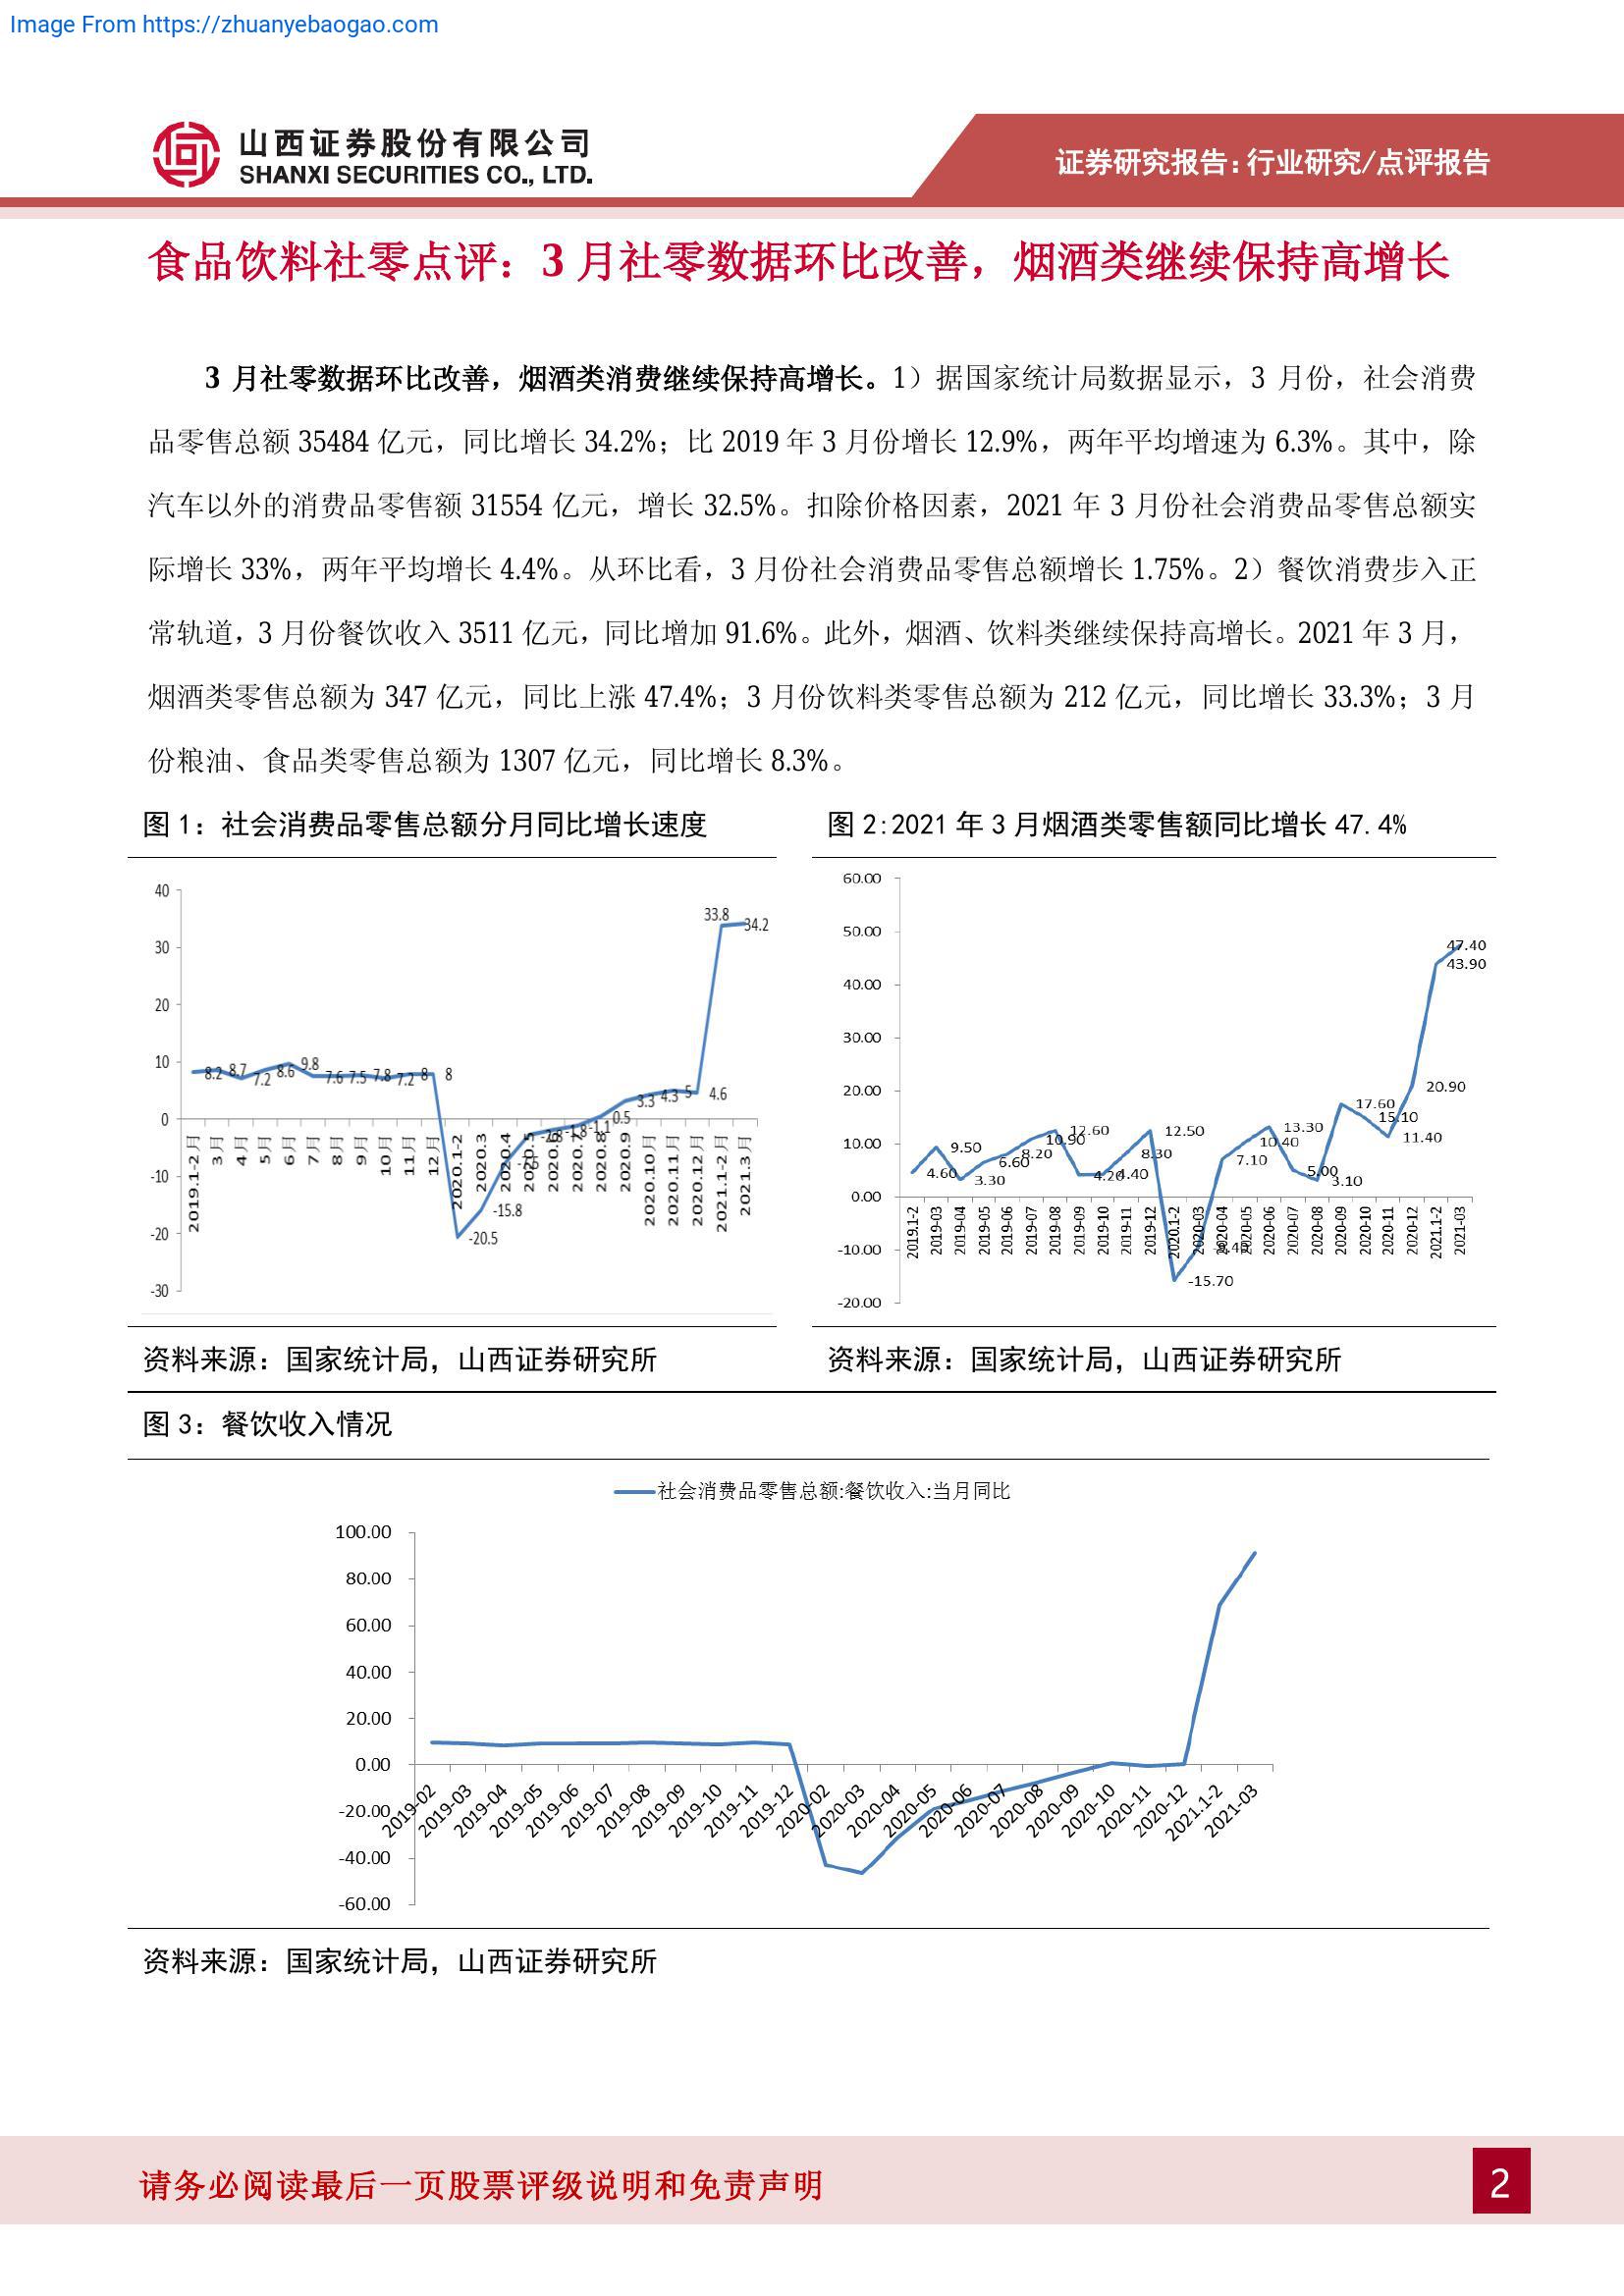 Image From https://zhuanyebaogao.com
山西证券股份有限公司
SHANXI SECURITIES CO., LTD.
证券研究报告:行业研究/点评报告
食品饮料社零点评：3 月社零数据环比改善，烟酒类继续保持高增长
3 月社零数据环比改善，烟酒类消费继续保持高增长。1）据国家统计局数据显示，3 月份，社会消费
品零售总额 35484 亿元，同比增长 34.2%；比 2019 年 3 月份增长 12.9%，两年平均增速为 6.3%。其中，除
汽车以外的消费品零售额 31554 亿元，增长 32.5%。扣除价格因素，2021 年 3 月份社会消费品零售总额实
际增长 33%，两年平均增长 4.4%。从环比看，3 月份社会消费品零售总额增长 1.75%。2）餐饮消费步入正
常轨道，3 月份餐饮收入 3511 亿元，同比增加 91.6%。此外，烟酒、饮料类继续保持高增长。2021 年 3 月，
烟酒类零售总额为 347 亿元，同比上涨 47.4%；3 月份饮料类零售总额为 212 亿元，同比增长 33.3%；3 月
份粮油、食品类零售总额为 1307 亿元，同比增长 8.3%。
图 1：社会消费品零售总额分月同比增长速度
40
30
20
10
0
-10
-20
-30
8.2 8.7 7.2 8.6 9.8 7.6 7.5 7.8 7.2 8 8
-20.5
-15.8
-2.8 -1.8 -1.1 0.5 3.3 4.3 5 4.6
33.8
34.2
2019.1-2月 3月 4月 5月 6月 7月 8月 9月 10月 11月 12月 2020.1-2 2020.3 2020.4 2020.5 2020.6 2020.7 2020.8 2020.9 2020.10月 2020.11月 2020.12月 2021.1-2月 2021.3月
图 2:2021 年 3 月烟酒类零售额同比增长 47.4%
60.00
50.00
40.00
30.00
20.00
10.00
0.00
-10.00
-20.00
4.60 9.50 3.30 6.60 8.20 10.90 12.60 4.20 4.40 8.30 12.50
-15.70 -9.40 7.10 10.40 13.30 5.00 3.10 17.60 15.10 11.40 20.90 43.90 47.40
2019.1-2 2019-03 2019-04 2019-05 2019-06 2019-07 2019-08 2019-09 2019-10 2019-11 2019-12 2020.1-2 2020-03 2020-04 2020-05 2020-06 2020-07 2020-08 2020-09 2020-10 2020-11 2020-12 2021.1-2 2021-03
资料来源：国家统计局，山西证券研究所
资料来源：国家统计局，山西证券研究所
图 3：餐饮收入情况
社会消费品零售总额:餐饮收入:当月同比
100.00
80.00
60.00
40.00
20.00
0.00
-20.00
-40.00
-60.00
2019-02 2019-03 2019-04 2019-05 2019-06 2019-07 2019-08 2019-09 2019-10 2019-11 2019-12 2020-02 2020-03 2020-04 2020-05 2020-06 2020-07 2020-08 2020-09 2020-10 2020-11 2020-12 2021.1-2 2021-03
资料来源：国家统计局，山西证券研究所
请务必阅读最后一页股票评级说明和免责声明
2